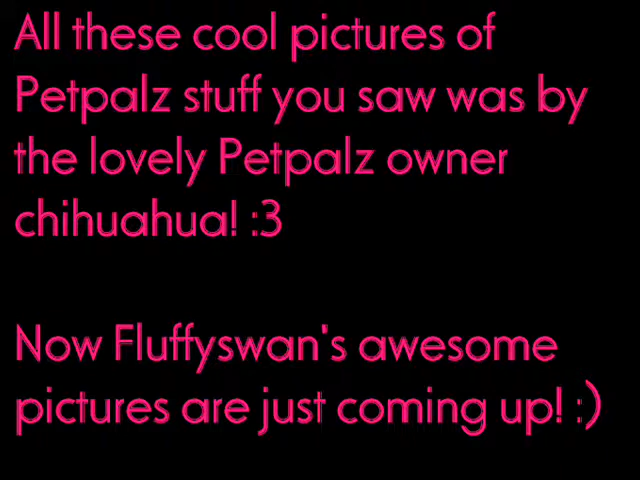 All these cool pictures of
Petpalz stuff you saw was by
the lovely Petpalz owner
chihuahua! :3
Now Fluffyswan's awesome
pictures are just coming up! :)